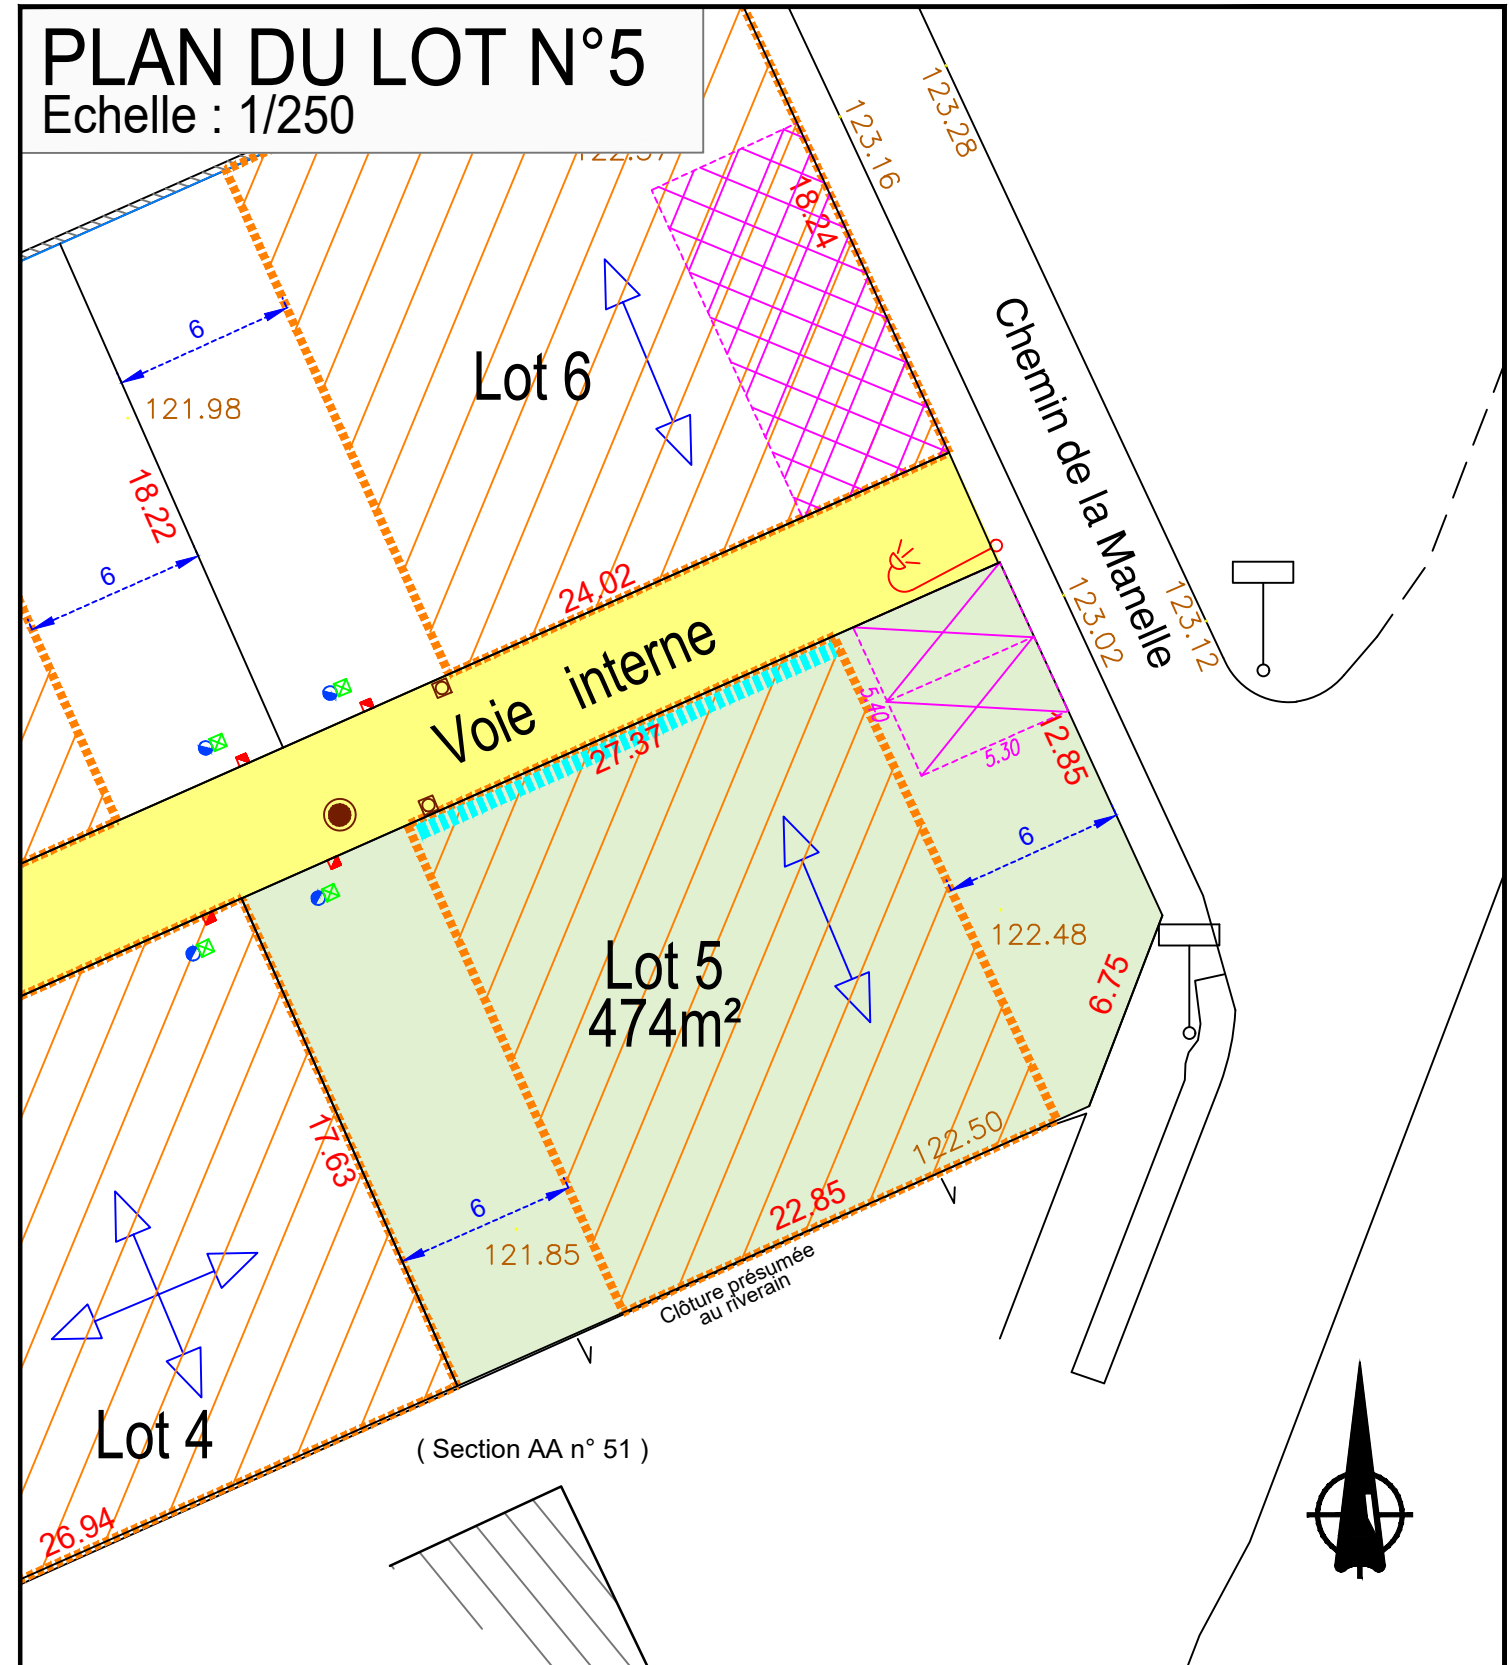 PLAN DU LOT N°5
Echelle : 1/250
123.28
123.16
18.24
6
Lot 6
121.98
Chemin de la Manelle
18.22
6
24.02
123.02
123.12
Voie interne
27.37
5.40
5.30
12.85
6
122.48
Lot 5
474m²
6.75
17.63
122.50
6
22.85
121.85
Clôture présumée
au riverain
Lot 4
( Section AA n° 51 )
26.94